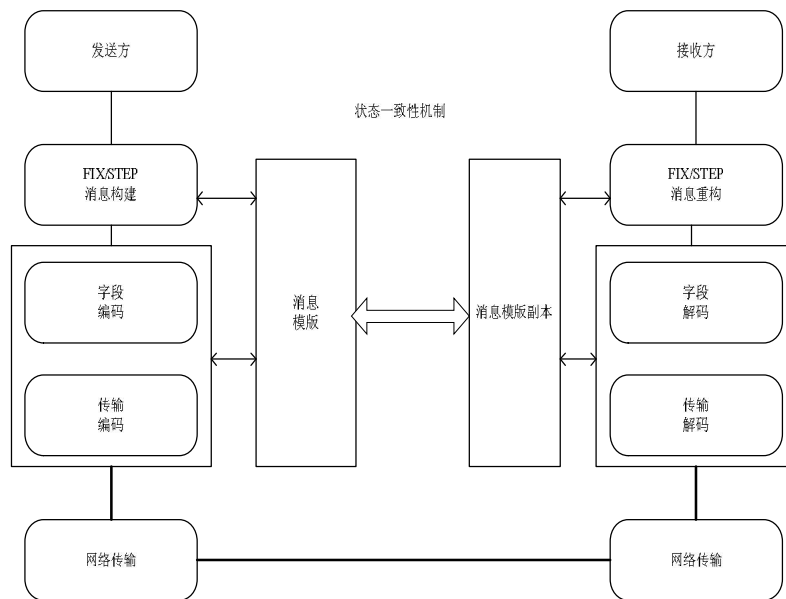 发送方
接收方
状态一致性机制
FIX/STEP
消息构建
FIX/STEP
消息重构
字段
编码
消息
模版
消息模版副本
字段
解码
传输
编码
传输
解码
网络传输
网络传输